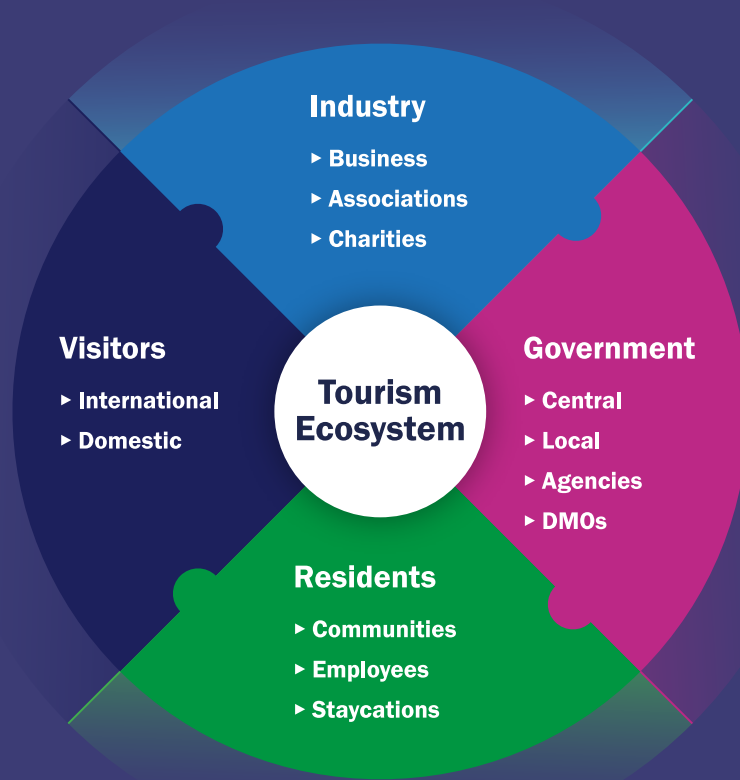 Industry
▸ Business
▸ Associations
▸ Charities
Visitors
▸ International
▸ Domestic
Tourism
Ecosystem
Government
▸ Central
▸ Local
▸ Agencies
▸ DMOs
Residents
▸ Communities
▸ Employees
▸ Staycations